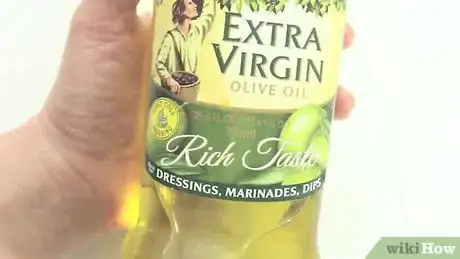 EXTRA
VIRGIN
OLIVE OIL
Rich Taste
DRESSINGS, MARINADES, DIPS
wikiHow